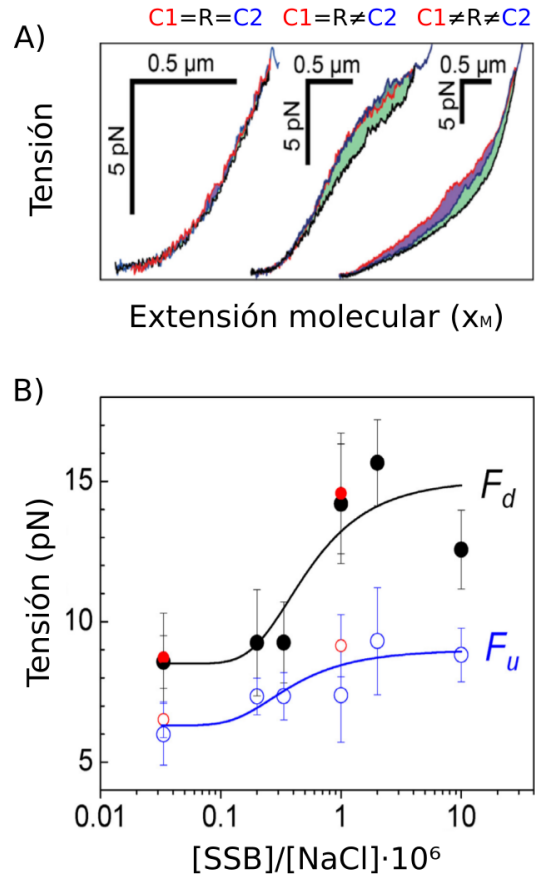 C1=R=C2 C1=R≠C2 C1≠R≠C2
A)
0.5 µm 0.5 µm 0.5 µm
5 pN 5 pN 5 pN
Tensión
Extensión molecular (xM)
B)
15
10
5
Tensión (pN)
Fd
Fu
0.01 0.1 1 10
[SSB]/[NaCl]·10⁶